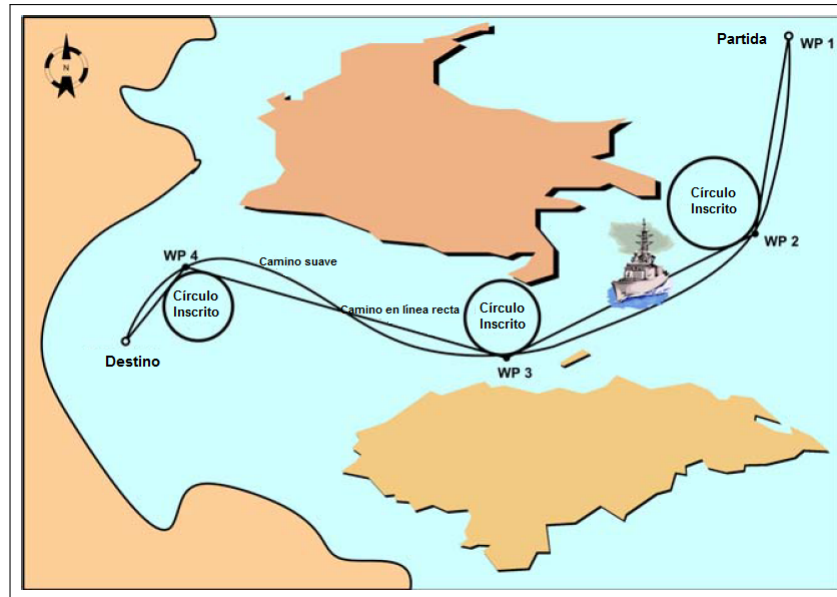 N
Partida
WP 1
Círculo
Inscrito
WP 2
WP 4
Camino suave
Círculo
Inscrito
Camino en línea recta
Círculo
Inscrito
Destino
WP 3